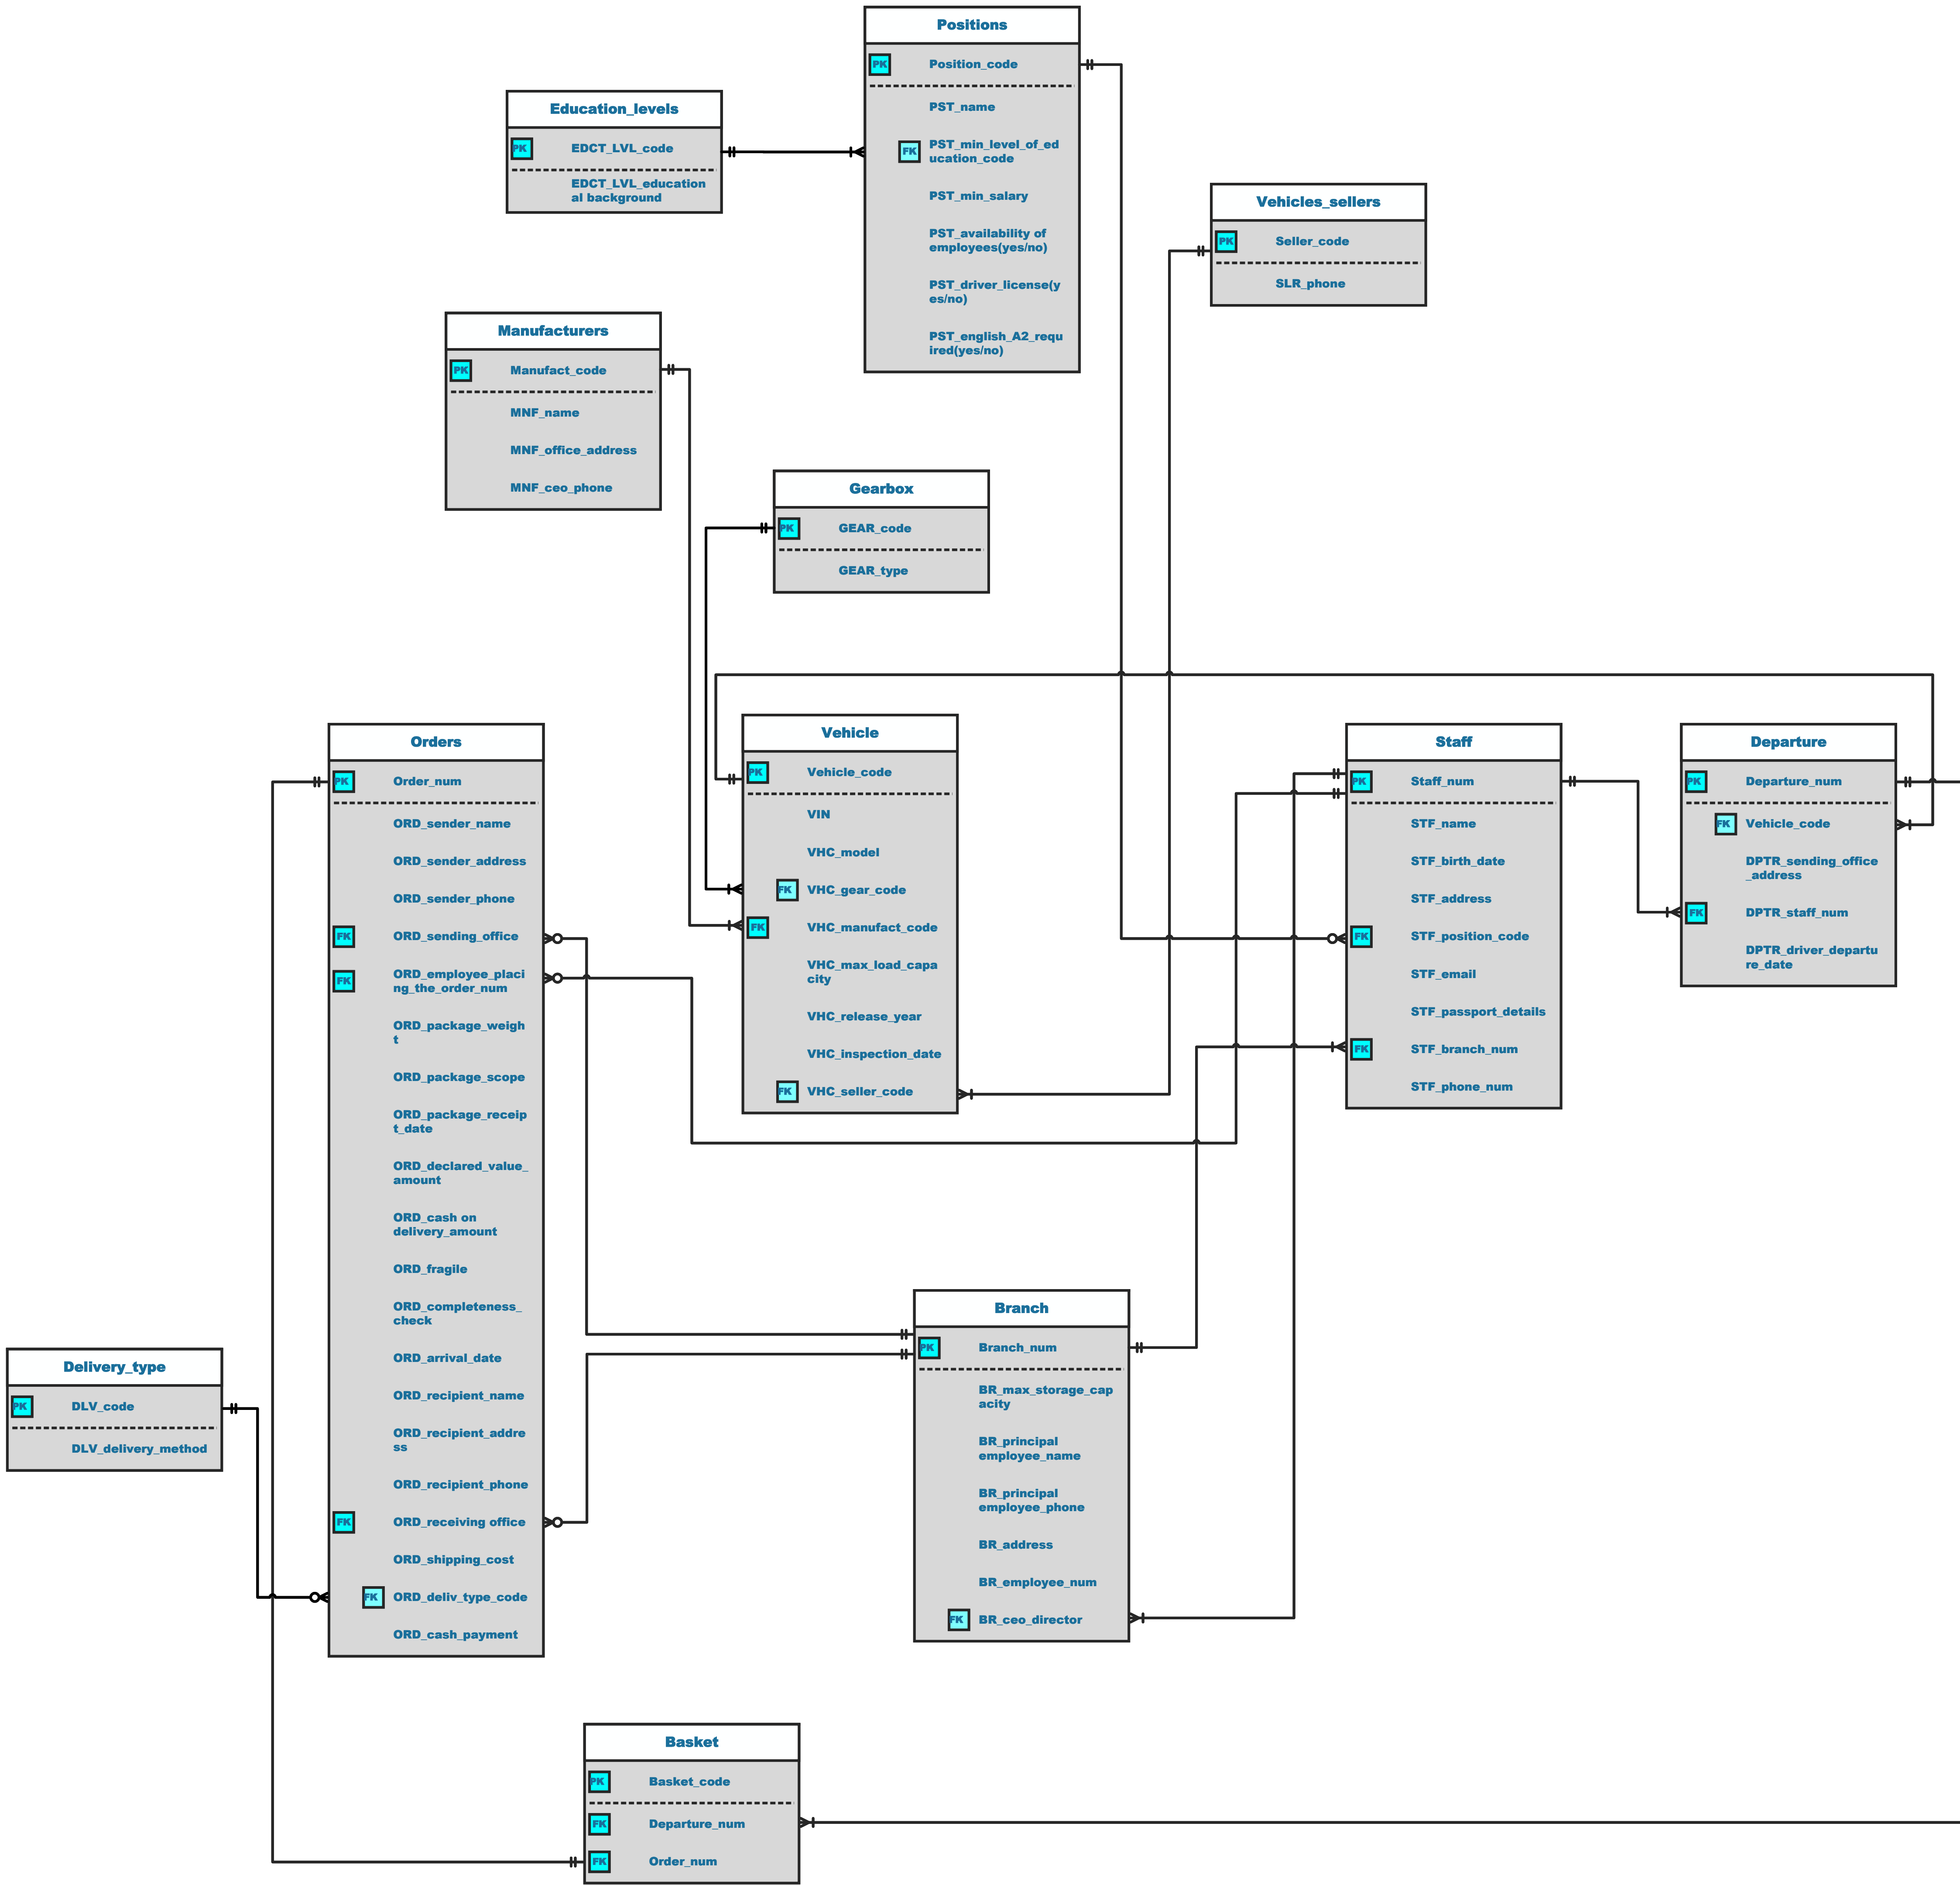 Positions
PK
Position_code
PST_name
FK
PST_min_level_of_ed
ucation_code
PST_min_salary
PST_availability of
employees(yes/no)
PST_driver_license(y
es/no)
PST_english_A2_requ
ired(yes/no)
Education_levels
PK
EDCT_LVL_code
EDCT_LVL_education
al background
Vehicles_sellers
PK
Seller_code
SLR_phone
Manufacturers
PK
Manufact_code
MNF_name
MNF_office_address
MNF_ceo_phone
Gearbox
PK
GEAR_code
GEAR_type
Orders
PK
Order_num
ORD_sender_name
ORD_sender_address
ORD_sender_phone
FK
ORD_sending_office
FK
ORD_employee_placi
ng_the_order_num
ORD_package_weigh
t
ORD_package_scope
ORD_package_receip
t_date
ORD_declared_value_
amount
ORD_cash on
delivery_amount
ORD_fragile
ORD_completeness_
check
ORD_arrival_date
ORD_recipient_name
ORD_recipient_addre
ss
ORD_recipient_phone
FK
ORD_receiving office
ORD_shipping_cost
FK
ORD_deliv_type_code
ORD_cash_payment
Vehicle
PK
Vehicle_code
VIN
VHC_model
FK
VHC_gear_code
FK
VHC_manufact_code
VHC_max_load_capa
city
VHC_release_year
VHC_inspection_date
FK
VHC_seller_code
Staff
PK
Staff_num
STF_name
STF_birth_date
STF_address
FK
STF_position_code
STF_email
STF_passport_details
FK
STF_branch_num
STF_phone_num
Departure
PK
Departure_num
FK
Vehicle_code
DPTR_sending_office
_address
FK
DPTR_staff_num
DPTR_driver_departu
re_date
Branch
PK
Branch_num
BR_max_storage_cap
acity
BR_principal
employee_name
BR_principal
employee_phone
BR_address
BR_employee_num
FK
BR_ceo_director
Delivery_type
PK
DLV_code
DLV_delivery_method
Basket
PK
Basket_code
FK
Departure_num
FK
Order_num